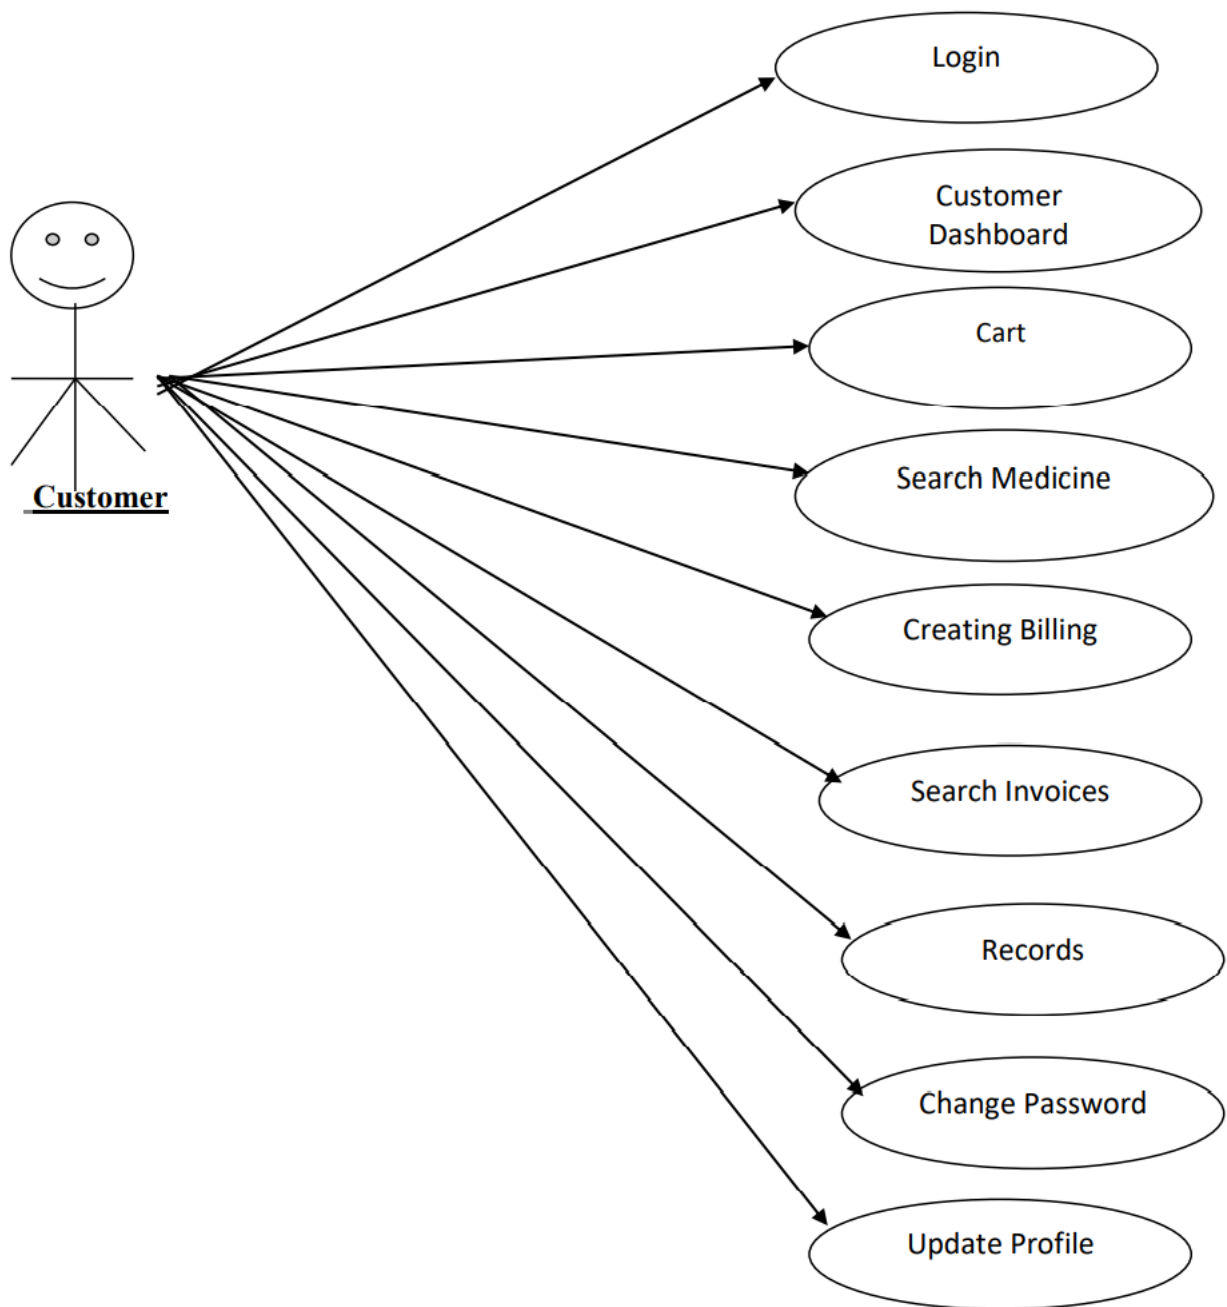 Login
Customer
Dashboard
Cart
Search Medicine
Customer
Creating Billing
Search Invoices
Records
Change Password
Update Profile